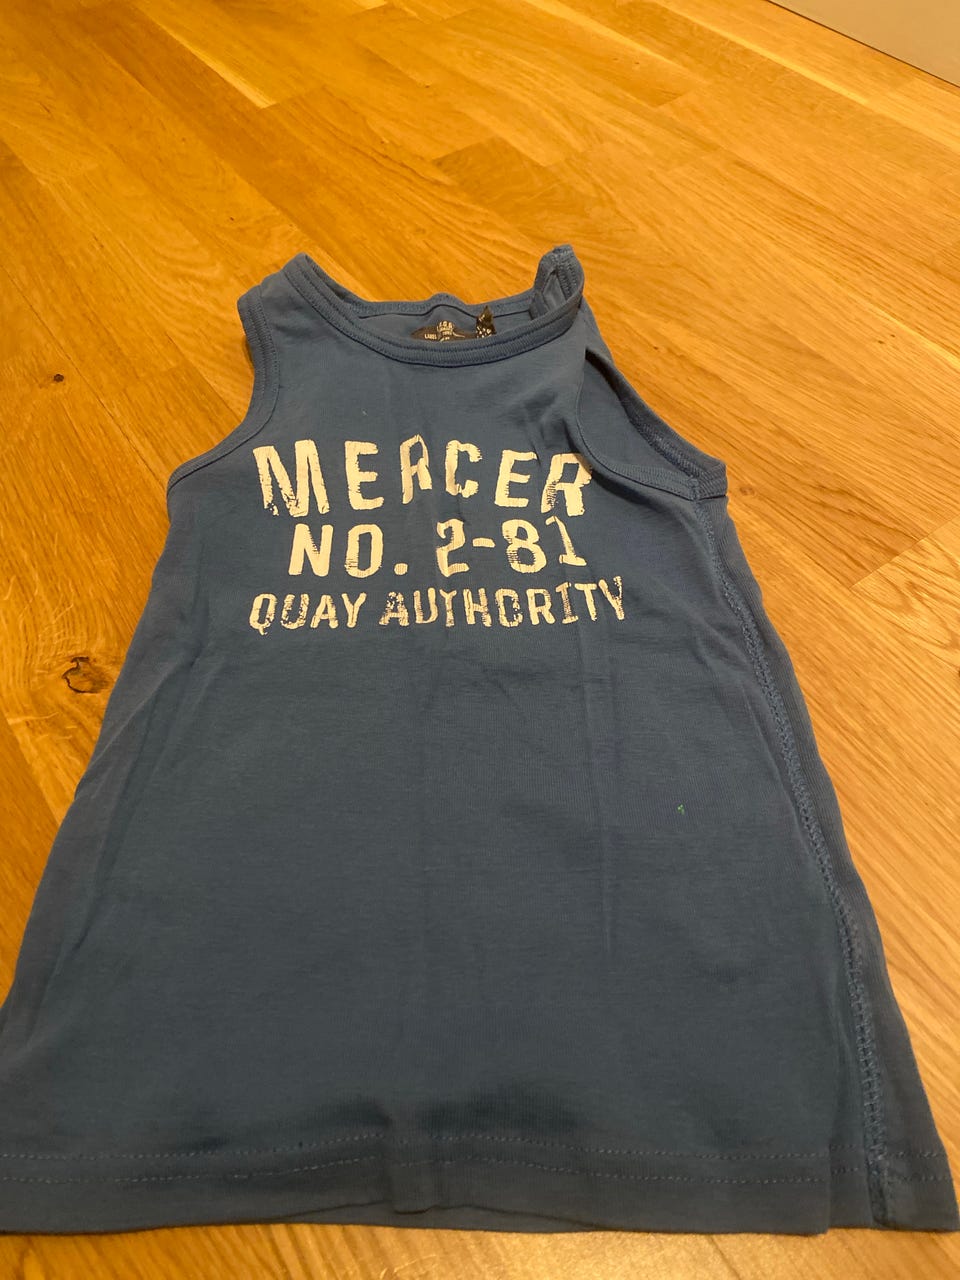 MERCER
NO. 2-81
QUAY AUTHORITY